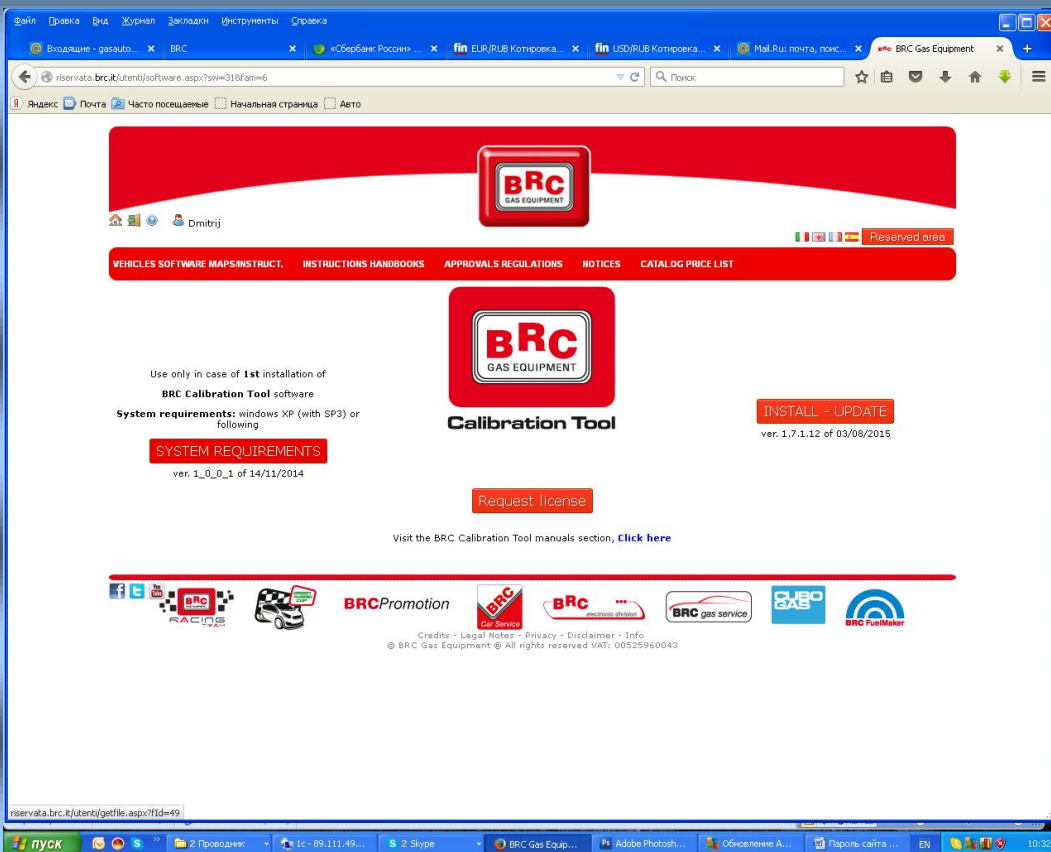 Файл Правка Вид Журнал Закладки Инструменты Справка
Входящие - gasauto... BRC «Сбербанк России» ... fin EUR/RUB Котировка... fin USD/RUB Котировка... Mail.Ru: почта, поис... BRC BRC Gas Equipment
riservata.brc.it/utenti/software.aspx?sw=31&fam=6 Поиск
Яндекс Почта Часто посещаемые Начальная страница Авто
BRC
GAS EQUIPMENT
Dmitrij
Reserved area
VEHICLES SOFTWARE MAPS/INSTRUCT. INSTRUCTIONS HANDBOOKS APPROVALS REGULATIONS NOTICES CATALOG PRICE LIST
BRC
GAS EQUIPMENT
Calibration Tool
Use only in case of 1st installation of
BRC Calibration Tool software
System requirements: windows XP (with SP3) or
following
SYSTEM REQUIREMENTS
ver. 1_0_0_1 of 14/11/2014
INSTALL - UPDATE
ver. 1.7.1.12 of 03/08/2015
Request license
Visit the BRC Calibration Tool manuals section, Click here
You Tube
BRC
RACING
TEAM
BRCPromotion
BRC
Car Service
BRC
electronic division
BRC gas service
CUBO
GAS
BRC FuelMaker
Credits - Legal Notes - Privacy - Disclaimer - Info
© BRC Gas Equipment ® All rights reserved VAT: 00525960043
riservata.brc.it/utenti/getfile.aspx?fId=49
пуск 2 Проводник 1c - 89.111.49... 2 Skype BRC Gas Equip... Adobe Photosh... Обновление A... Пароль сайта ... EN 10:32